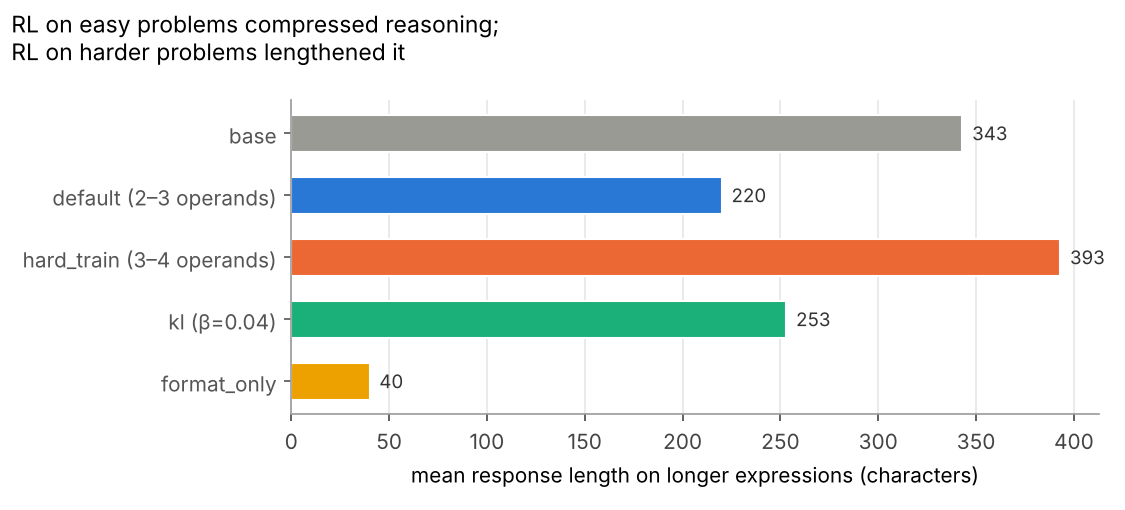 RL on easy problems compressed reasoning;
RL on harder problems lengthened it
base
343
default (2–3 operands)
220
hard_train (3–4 operands)
393
kl (β=0.04)
253
format_only
40
0 50 100 150 200 250 300 350 400
mean response length on longer expressions (characters)